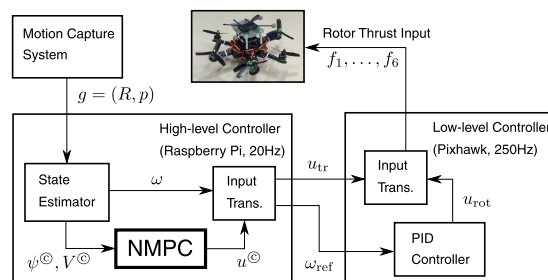 Motion Capture
System
Rotor Thrust Input
f₁, . . . , f₆
g = (R, p)
High-level Controller
(Raspberry Pi, 20Hz)
Low-level Controller
(Pixhawk, 250Hz)
State
Estimator
ω
Input
Trans.
u_tr
Input
Trans.
u_rot
NMPC
ψ^©, V^©
u^©
ω_ref
PID
Controller